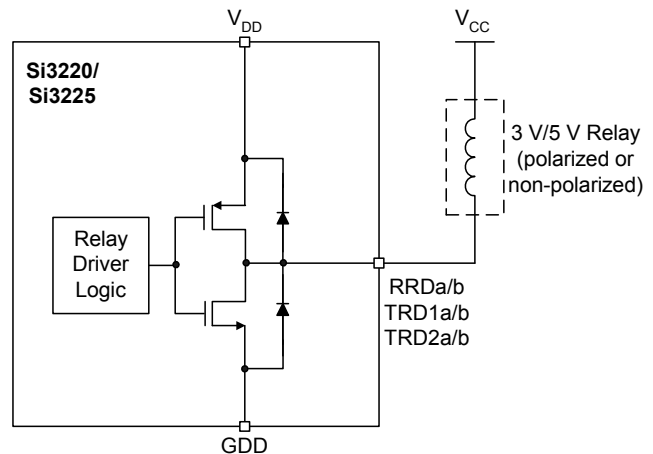 VDD
VCC
Si3220/
Si3225
3 V/5 V Relay
(polarized or
non-polarized)
Relay
Driver
Logic
RRDa/b
TRD1a/b
TRD2a/b
GDD